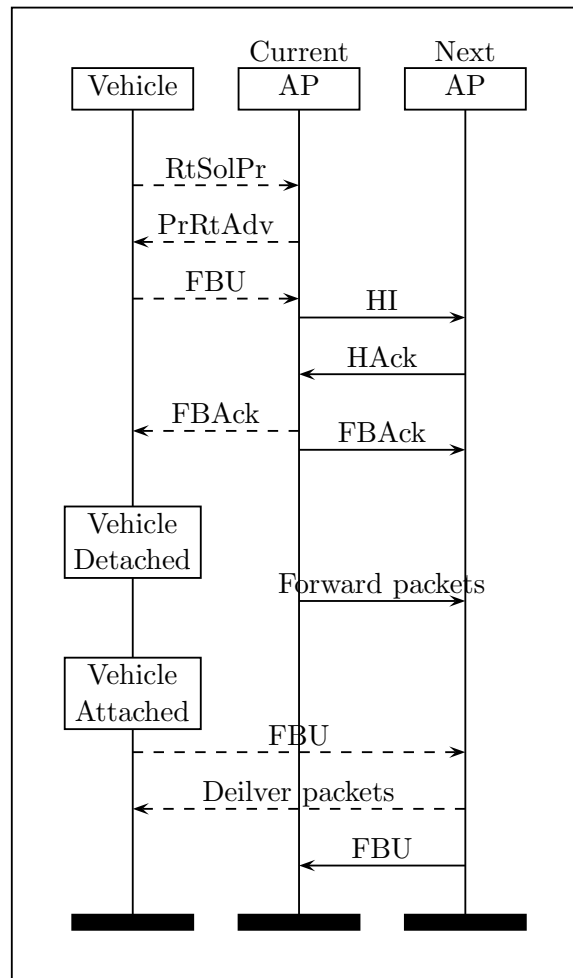 Current
Next
Vehicle
AP
AP
RtSolPr
PrRtAdv
FBU
HI
HAck
FBAck
FBAck
Vehicle
Detached
Forward packets
Vehicle
Attached
FBU
Deilver packets
FBU